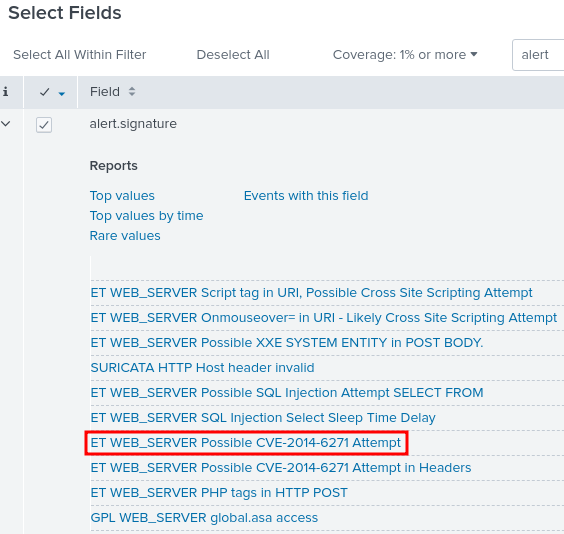 Select Fields
Select All Within Filter Deselect All Coverage: 1% or more alert
i Field
alert.signature
Reports
Top values Events with this field
Top values by time
Rare values
ET WEB_SERVER Script tag in URI, Possible Cross Site Scripting Attempt
ET WEB_SERVER Onmouseover= in URI - Likely Cross Site Scripting Attempt
ET WEB_SERVER Possible XXE SYSTEM ENTITY in POST BODY.
SURICATA HTTP Host header invalid
ET WEB_SERVER Possible SQL Injection Attempt SELECT FROM
ET WEB_SERVER SQL Injection Select Sleep Time Delay
ET WEB_SERVER Possible CVE-2014-6271 Attempt
ET WEB_SERVER Possible CVE-2014-6271 Attempt in Headers
ET WEB_SERVER PHP tags in HTTP POST
GPL WEB_SERVER global.asa access